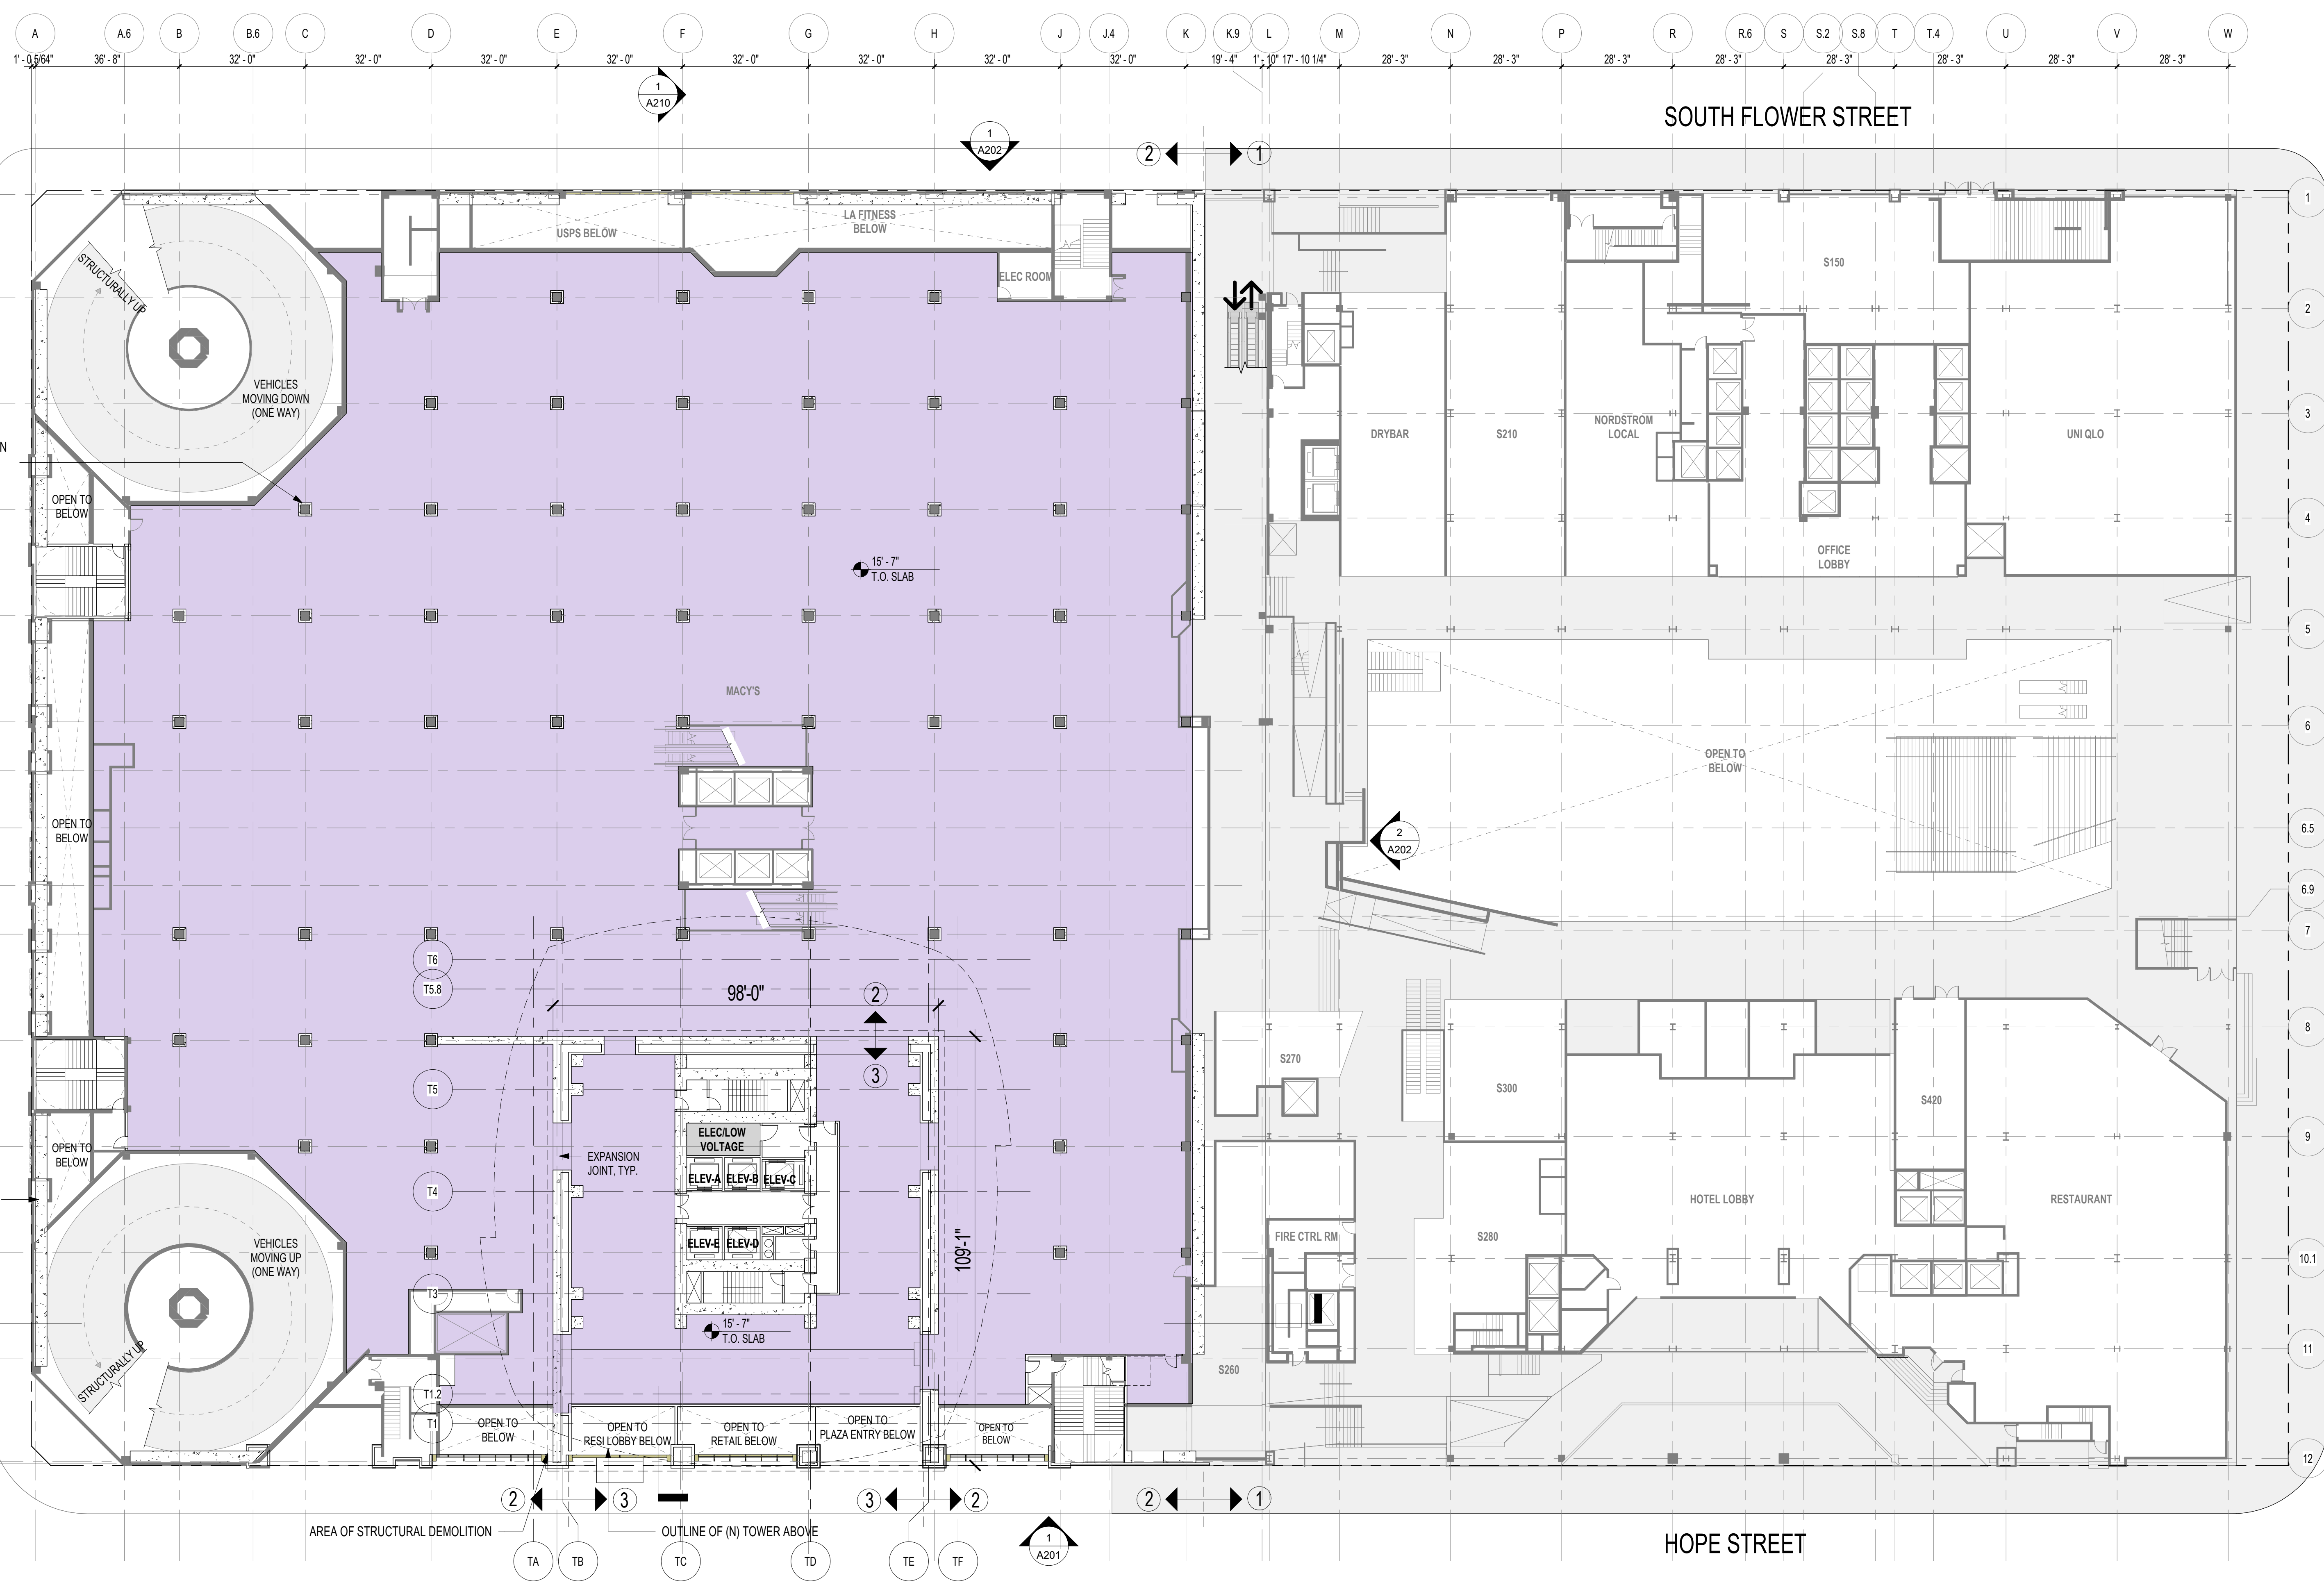 A A.6 B B.6 C D E F G H J J.4 K K.9 L M N P R R.6 S S.2 S.8 T T.4 U V W
1' - 0 5/64" 36' - 8" 32' - 0" 32' - 0" 32' - 0" 32' - 0" 32' - 0" 32' - 0" 32' - 0" 32' - 0" 19' - 4" 1' - 10" 17' - 10 1/4" 28' - 3" 28' - 3" 28' - 3" 28' - 3" 28' - 3" 28' - 3" 28' - 3" 28' - 3"
1
A210
SOUTH FLOWER STREET
1
A202
2 1
1
USPS BELOW
LA FITNESS
BELOW
STRUCTURALLY UP
ELEC ROOM
S150
2
VEHICLES
MOVING DOWN
(ONE WAY)
3
N
DRYBAR
S210
NORDSTROM
LOCAL
UNI QLO
OPEN TO
BELOW
4
OFFICE
LOBBY
15' - 7"
T.O. SLAB
5
MACY'S
6
OPEN TO
BELOW
OPEN TO
BELOW
6.5
2
A202
6.9
7
T6
T5.8
98'-0"
2
3
8
T5
S270
S300
S420
ELEC/LOW
VOLTAGE
9
OPEN TO
BELOW
EXPANSION
JOINT, TYP.
ELEV-A ELEV-B ELEV-C
T4
HOTEL LOBBY
RESTAURANT
ELEV-E ELEV-D
109'-1"
FIRE CTRL RM
S280
VEHICLES
MOVING UP
(ONE WAY)
10.1
T3
15' - 7"
T.O. SLAB
STRUCTURALLY UP
11
S260
T1.2
T1
OPEN TO
BELOW
OPEN TO
RESI LOBBY BELOW
OPEN TO
RETAIL BELOW
OPEN TO
PLAZA ENTRY BELOW
OPEN TO
BELOW
12
2 3
3 2
2 1
AREA OF STRUCTURAL DEMOLITION
OUTLINE OF (N) TOWER ABOVE
1
A201
HOPE STREET
TA TB TC TD TE TF